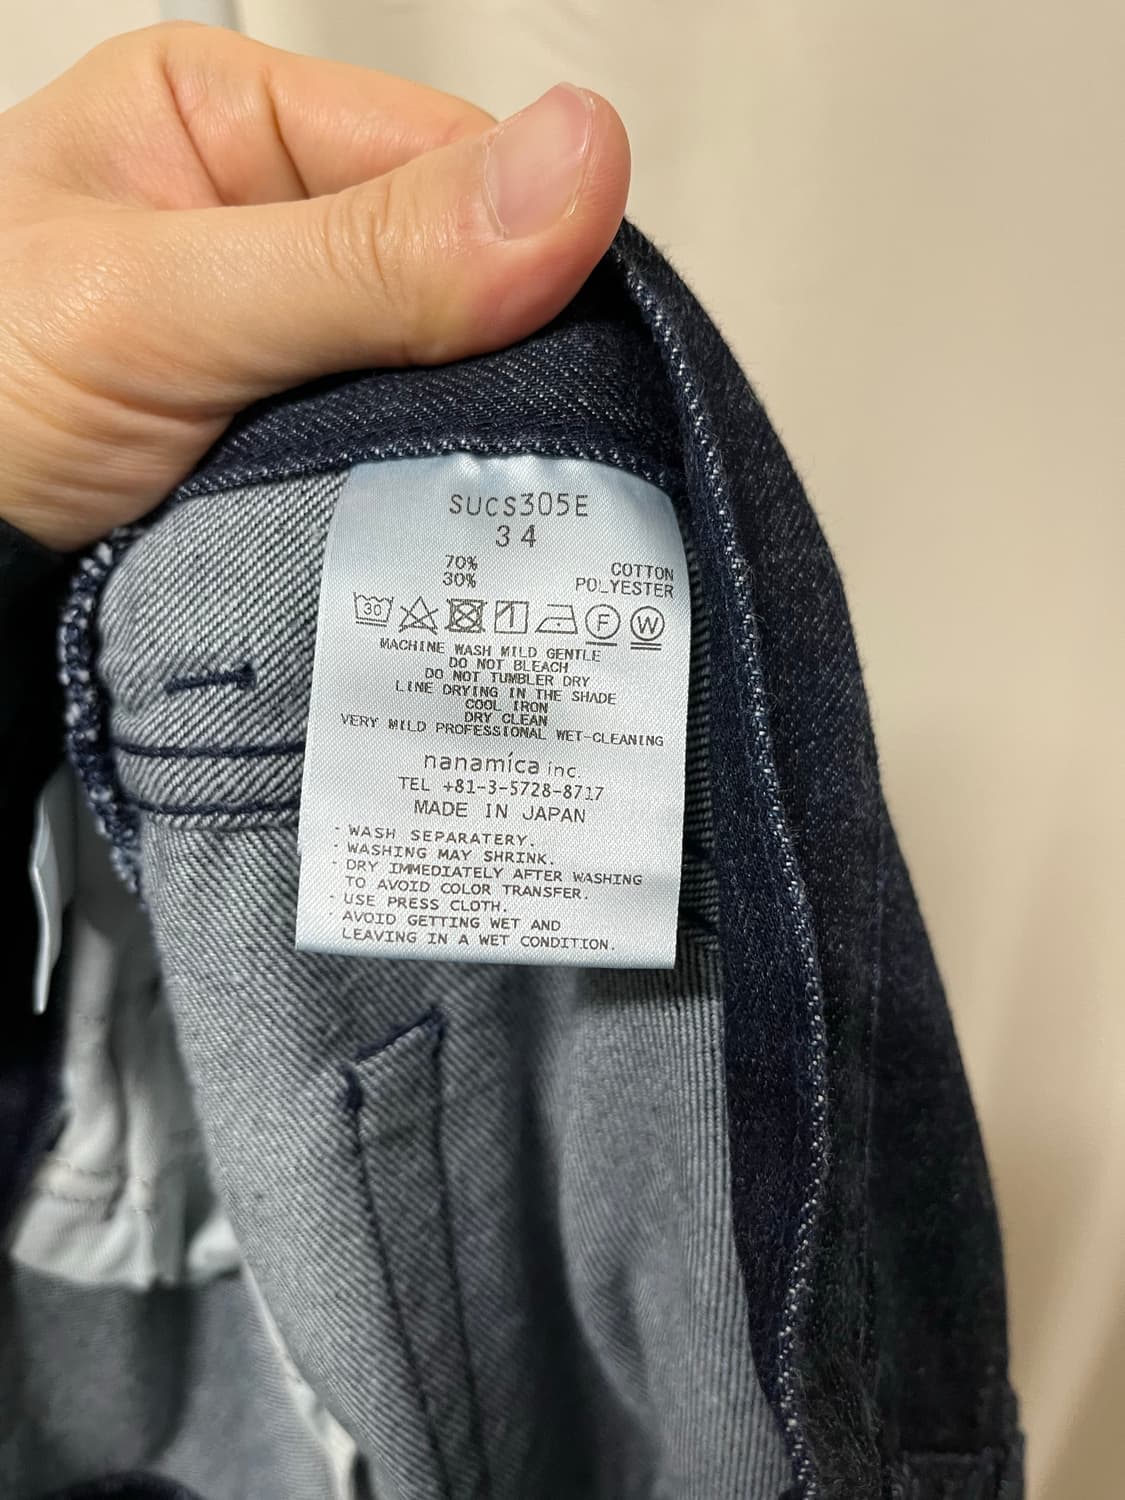 SUCS305E
34
70% COTTON
30% POLYESTER
30 F W
MACHINE WASH MILD GENTLE
DO NOT BLEACH
DO NOT TUMBLER DRY
LINE DRYING IN THE SHADE
COOL IRON
DRY CLEAN
VERY MILD PROFESSIONAL WET-CLEANING
nanamica inc.
TEL +81-3-5728-8717
MADE IN JAPAN
· WASH SEPARATERY.
· WASHING MAY SHRINK.
· DRY IMMEDIATELY AFTER WASHING
TO AVOID COLOR TRANSFER.
· USE PRESS CLOTH.
· AVOID GETTING WET AND
LEAVING IN A WET CONDITION.